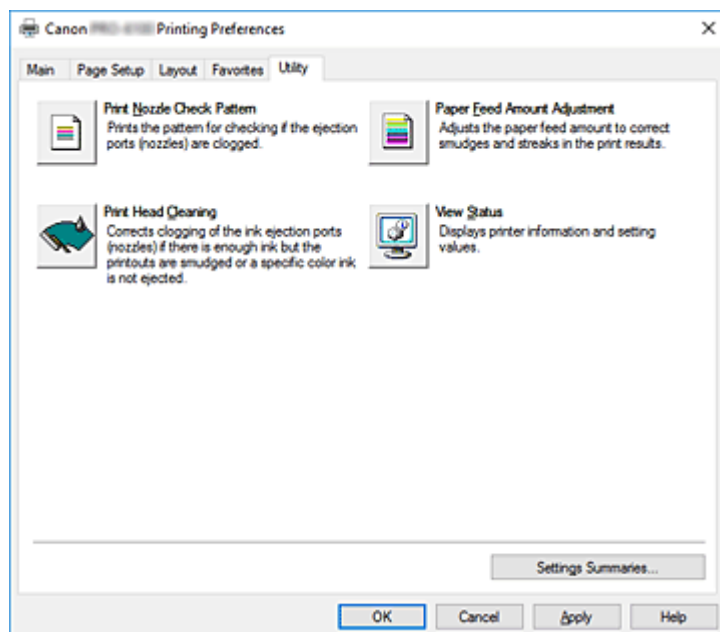 Canon Printing Preferences
Main Page Setup Layout Favorites Utility
Print Nozzle Check Pattern
Prints the pattern for checking if the ejection
ports (nozzles) are clogged.
Paper Feed Amount Adjustment
Adjusts the paper feed amount to correct
smudges and streaks in the print results.
Print Head Cleaning
Corrects clogging of the ink ejection ports
(nozzles) if there is enough ink but the
printouts are smudged or a specific color ink
is not ejected.
View Status
Displays printer information and setting
values.
Settings Summaries...
OK Cancel Apply Help